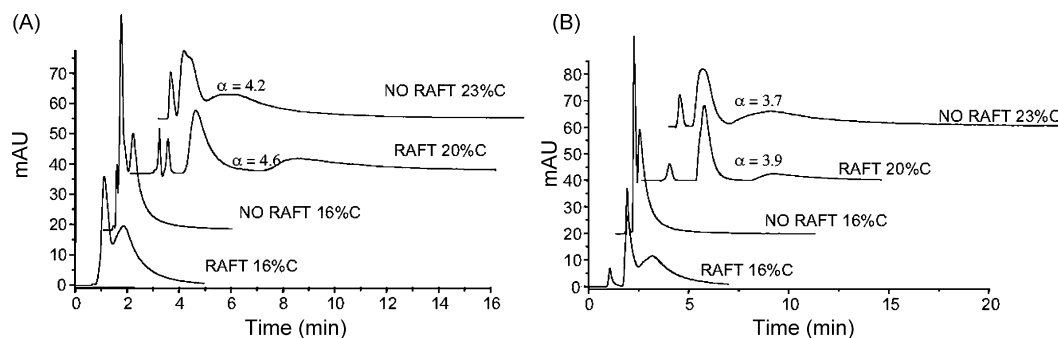 (A)
70
60
50
40
30
20
10
0
mAU
α = 4.2
NO RAFT 23%C
α = 4.6
RAFT 20%C
NO RAFT 16%C
RAFT 16%C
0 2 4 6 8 10 12 14 16
Time (min)
(B)
80
70
60
50
40
30
20
10
0
mAU
α = 3.7
NO RAFT 23%C
α = 3.9
RAFT 20%C
NO RAFT 16%C
RAFT 16%C
0 5 10 15 20
Time (min)